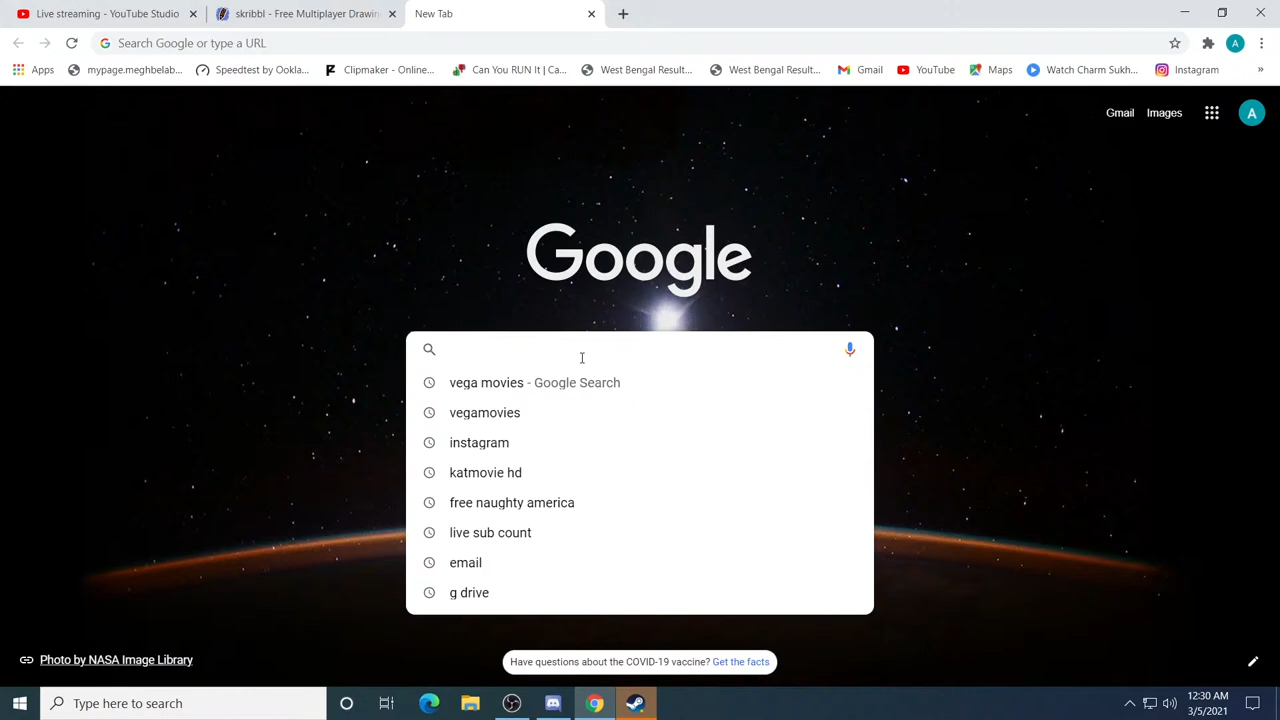 Live streaming - YouTube Studio
skribbl - Free Multiplayer Drawin
New Tab
Search Google or type a URL
A
Apps
mypage.meghbelab...
Speedtest by Ookla...
Clipmaker - Online...
Can You RUN It | Ca...
West Bengal Result...
West Bengal Result...
Gmail
YouTube
Maps
Watch Charm Sukh...
Instagram
»
Gmail
Images
A
Google
vega movies - Google Search
vegamovies
instagram
katmovie hd
free naughty america
live sub count
email
g drive
Photo by NASA Image Library
Have questions about the COVID-19 vaccine? Get the facts
Type here to search
12:30 AM
3/5/2021